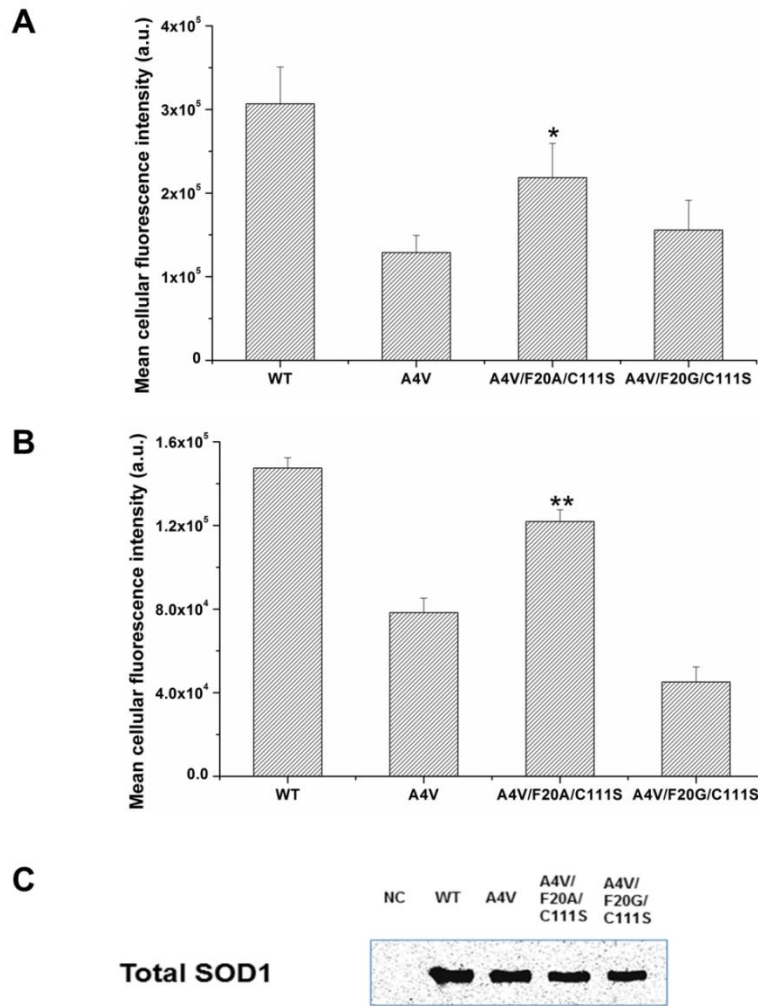 A
Mean cellular fluorescence intensity (a.u.)
4x10⁵
3x10⁵
2x10⁵
1x10⁵
0
*
WT A4V A4V/F20A/C111S A4V/F20G/C111S
B
Mean cellular fluorescence intensity (a.u.)
1.6x10⁵
1.2x10⁵
8.0x10⁴
4.0x10⁴
0.0
**
WT A4V A4V/F20A/C111S A4V/F20G/C111S
C
NC WT A4V
A4V/
F20A/
C111S
A4V/
F20G/
C111S
Total SOD1